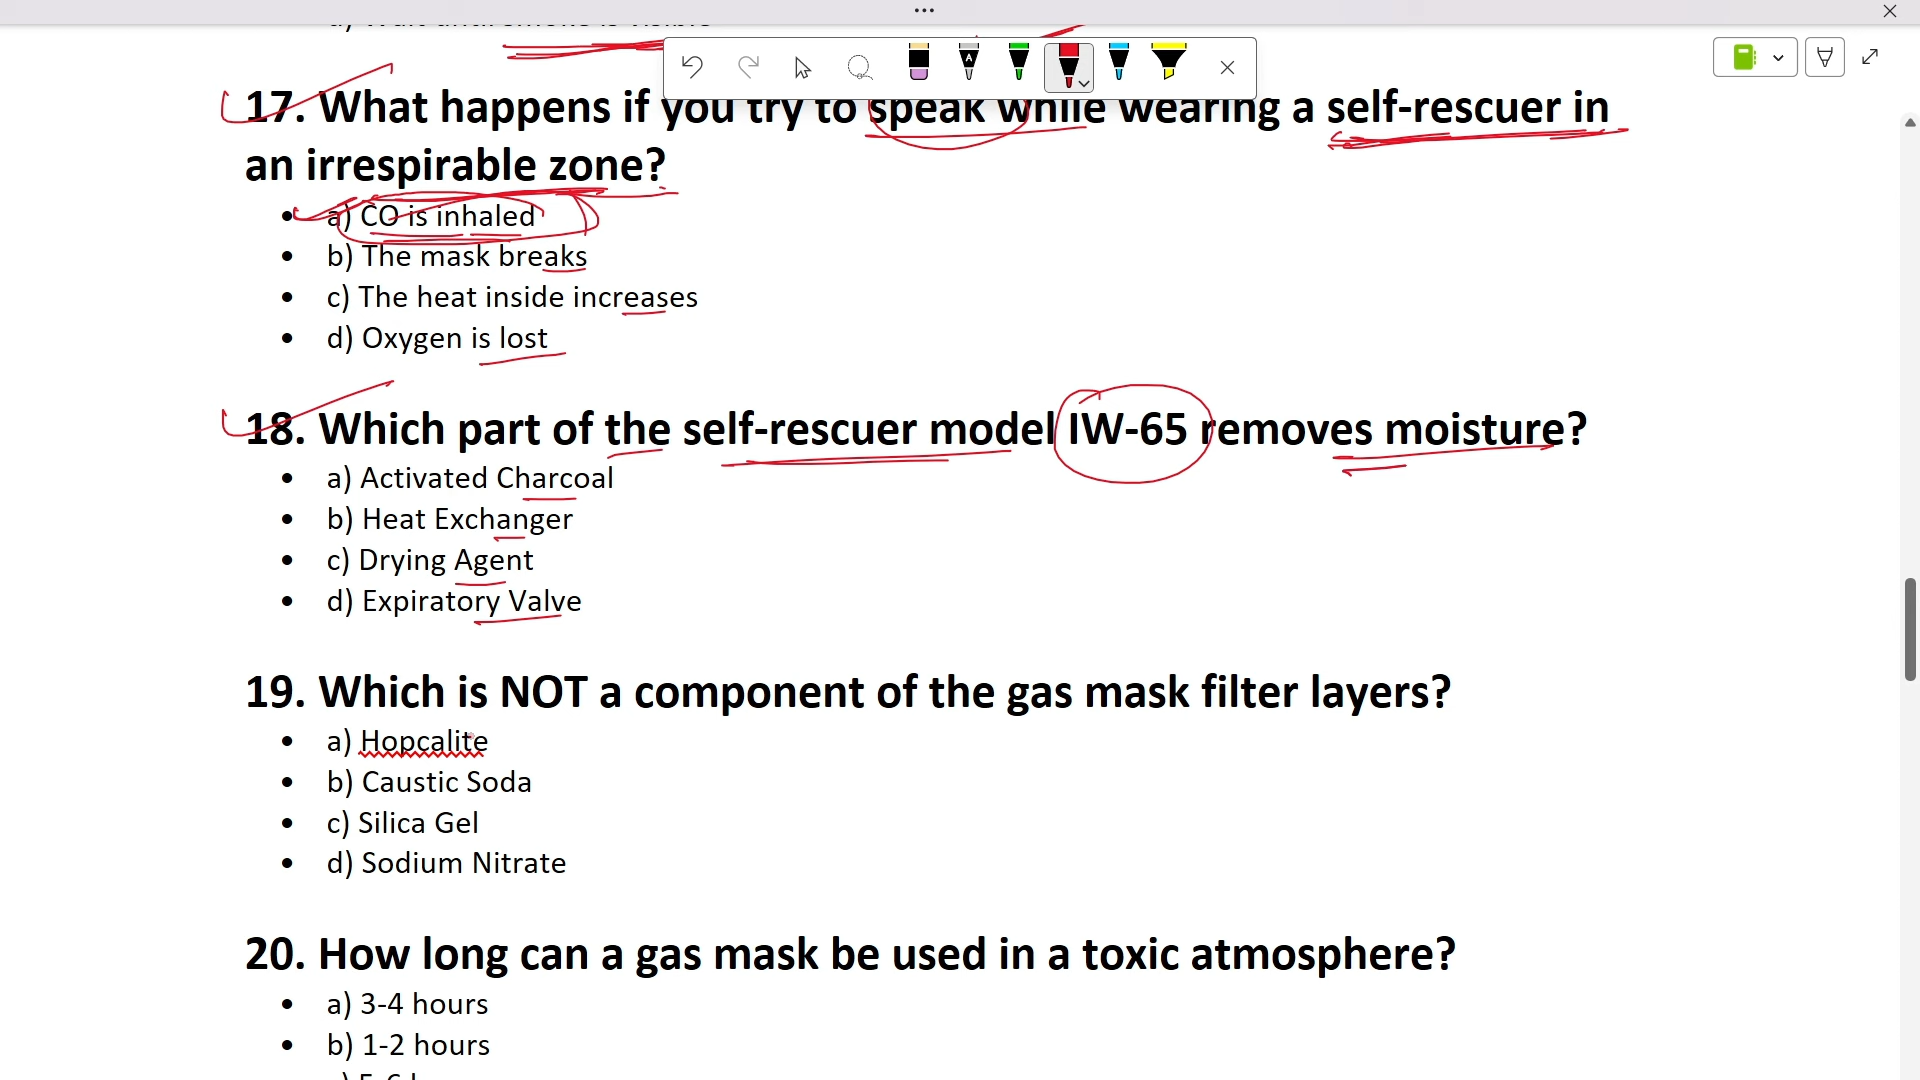 17. What happens if you try to speak while wearing a self-rescuer in
an irrespirable zone?
• a) CO is inhaled
• b) The mask breaks
• c) The heat inside increases
• d) Oxygen is lost
18. Which part of the self-rescuer model IW-65 removes moisture?
• a) Activated Charcoal
• b) Heat Exchanger
• c) Drying Agent
• d) Expiratory Valve
19. Which is NOT a component of the gas mask filter layers?
• a) Hopcalite
• b) Caustic Soda
• c) Silica Gel
• d) Sodium Nitrate
20. How long can a gas mask be used in a toxic atmosphere?
• a) 3-4 hours
• b) 1-2 hours